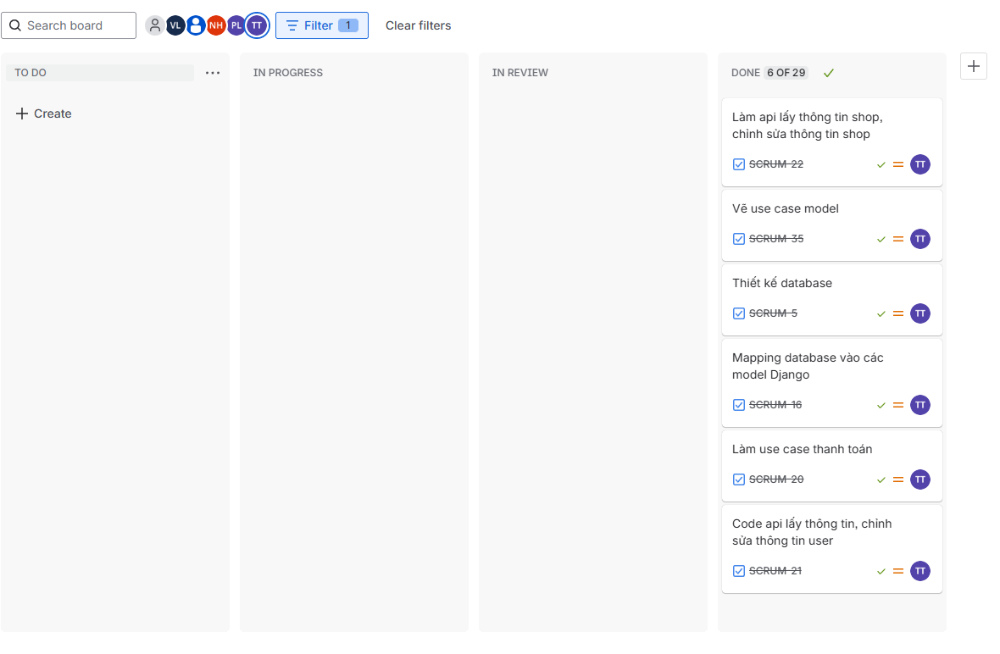 Search board
VL
NH
PL
TT
Filter 1
Clear filters
TO DO
Create
IN PROGRESS
IN REVIEW
DONE 6 OF 29
Làm api lấy thông tin shop,
chỉnh sửa thông tin shop
SCRUM-22
TT
Vẽ use case model
SCRUM-35
TT
Thiết kế database
SCRUM-5
TT
Mapping database vào các
model Django
SCRUM-16
TT
Làm use case thanh toán
SCRUM-20
TT
Code api lấy thông tin, chỉnh
sửa thông tin user
SCRUM-21
TT